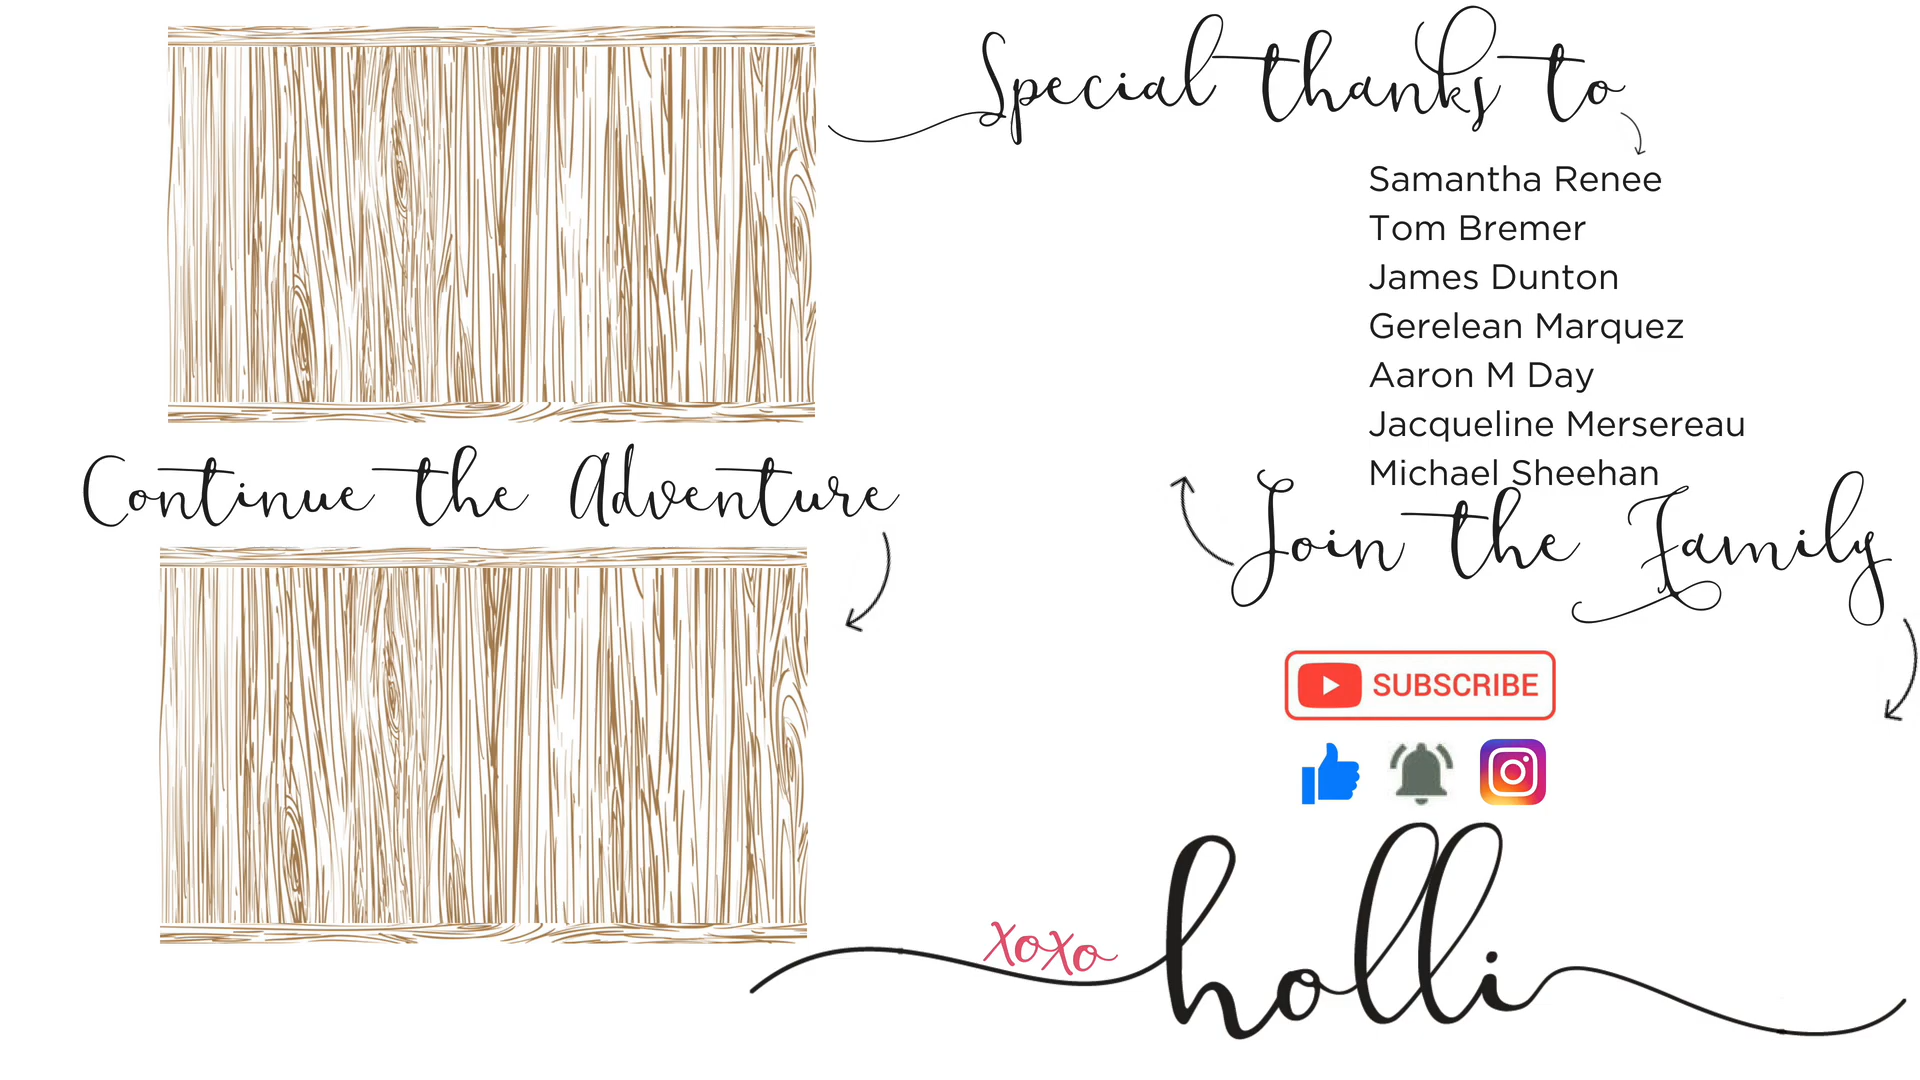 Special thanks to
Samantha Renee
Tom Bremer
James Dunton
Gerelean Marquez
Aaron M Day
Jacqueline Mersereau
Michael Sheehan
Continue the Adventure
Join the Family
SUBSCRIBE
xoxo
holli